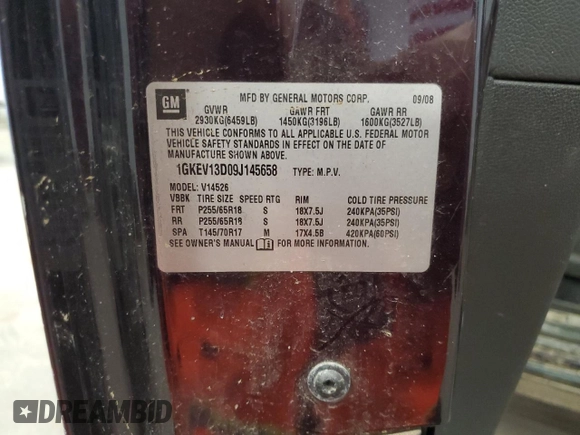 GM
MFD BY GENERAL MOTORS CORP. 09/08
GVWR GAWR FRT GAWR RR
2930KG(6459LB) 1450KG(3196LB) 1600KG(3527LB)
THIS VEHICLE CONFORMS TO ALL APPLICABLE U.S. FEDERAL MOTOR
VEHICLE SAFETY STANDARDS IN EFFECT ON THE DATE OF
MANUFACTURE SHOWN ABOVE.
1GKEV13D09J145658 TYPE: M.P.V.
MODEL: V14526
VBBK TIRE SIZE SPEED RTG RIM COLD TIRE PRESSURE
FRT P255/65R18 S 18X7.5J 240KPA(35PSI)
RR P255/65R18 S 18X7.5J 240KPA(35PSI)
SPA T145/70R17 M 17X4.5B 420KPA(60PSI)
SEE OWNER'S MANUAL FOR MORE INFORMATION.
DREAMBID